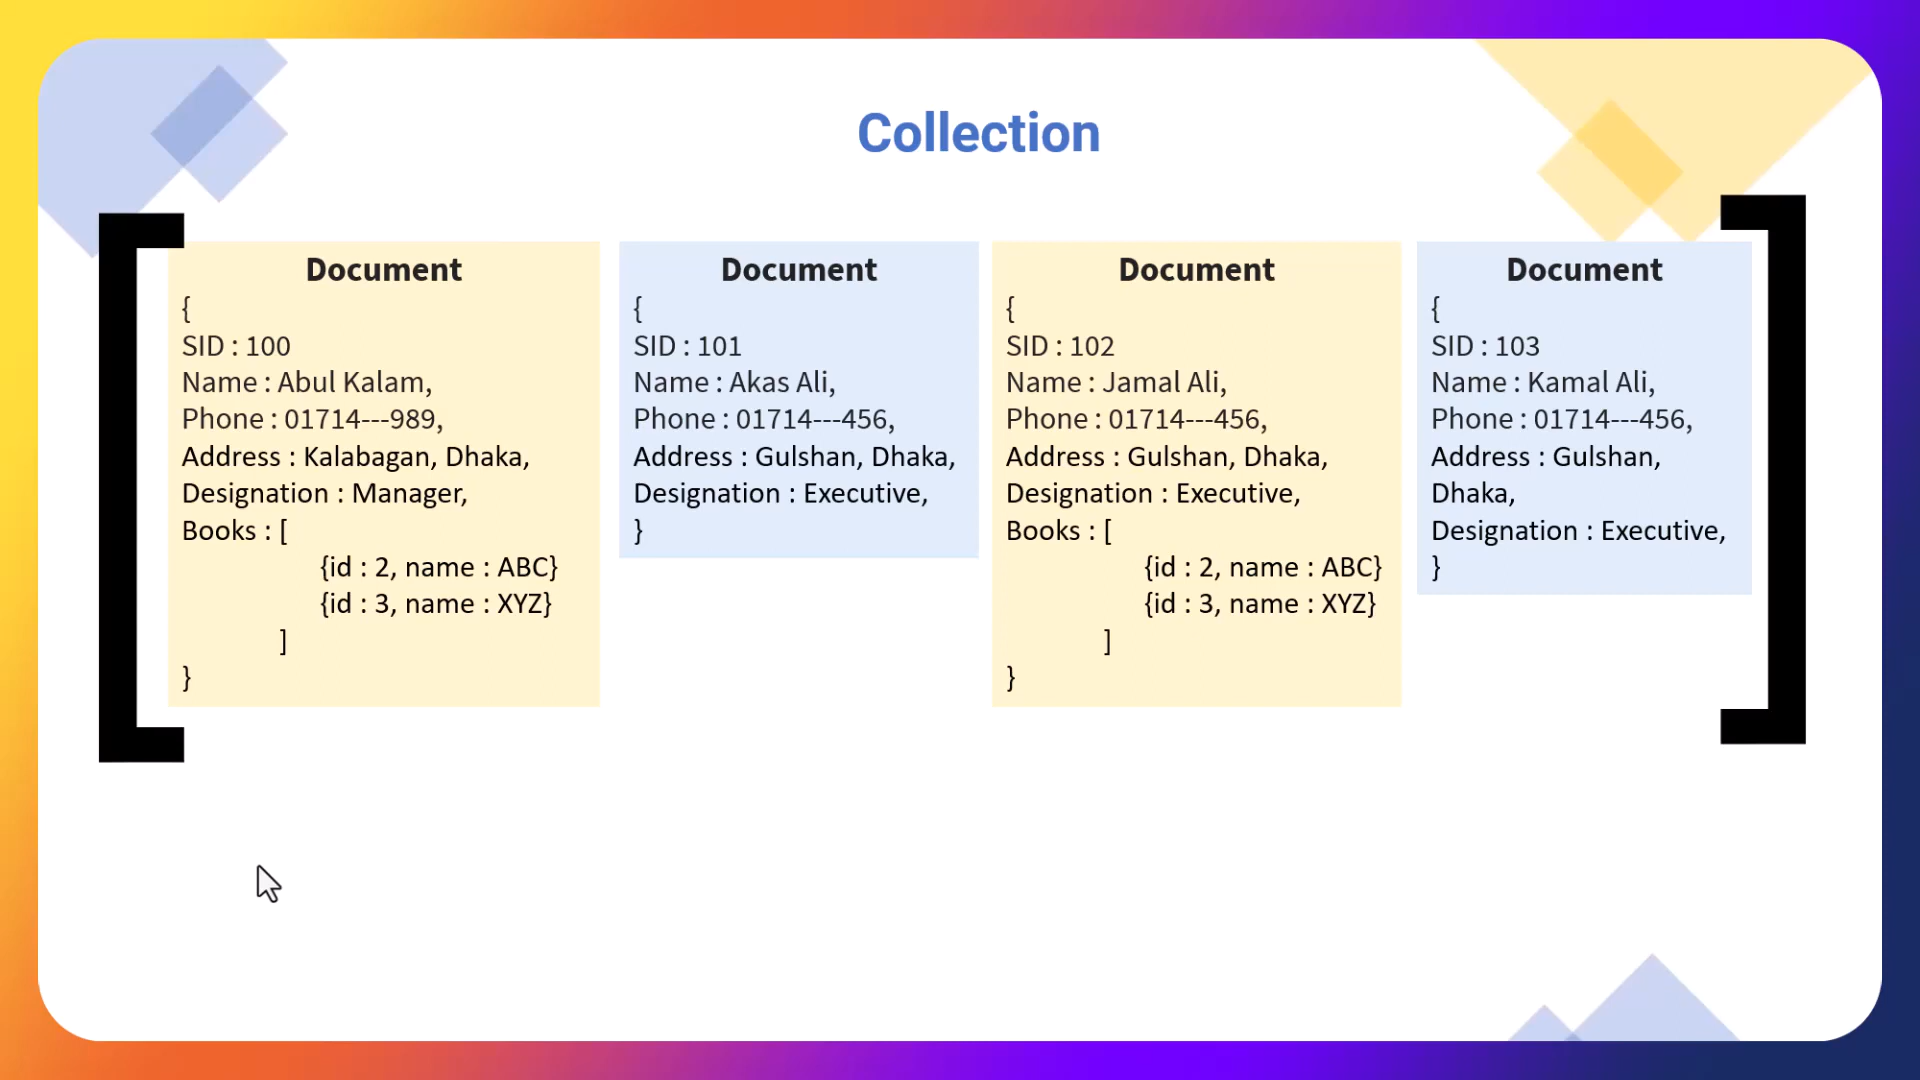 Collection
Document
{
SID : 100
Name : Abul Kalam,
Phone : 01714---989,
Address : Kalabagan, Dhaka,
Designation : Manager,
Books : [
{id : 2, name : ABC}
{id : 3, name : XYZ}
]
}
Document
{
SID : 101
Name : Akas Ali,
Phone : 01714---456,
Address : Gulshan, Dhaka,
Designation : Executive,
}
Document
{
SID : 102
Name : Jamal Ali,
Phone : 01714---456,
Address : Gulshan, Dhaka,
Designation : Executive,
Books : [
{id : 2, name : ABC}
{id : 3, name : XYZ}
]
}
Document
{
SID : 103
Name : Kamal Ali,
Phone : 01714---456,
Address : Gulshan,
Dhaka,
Designation : Executive,
}